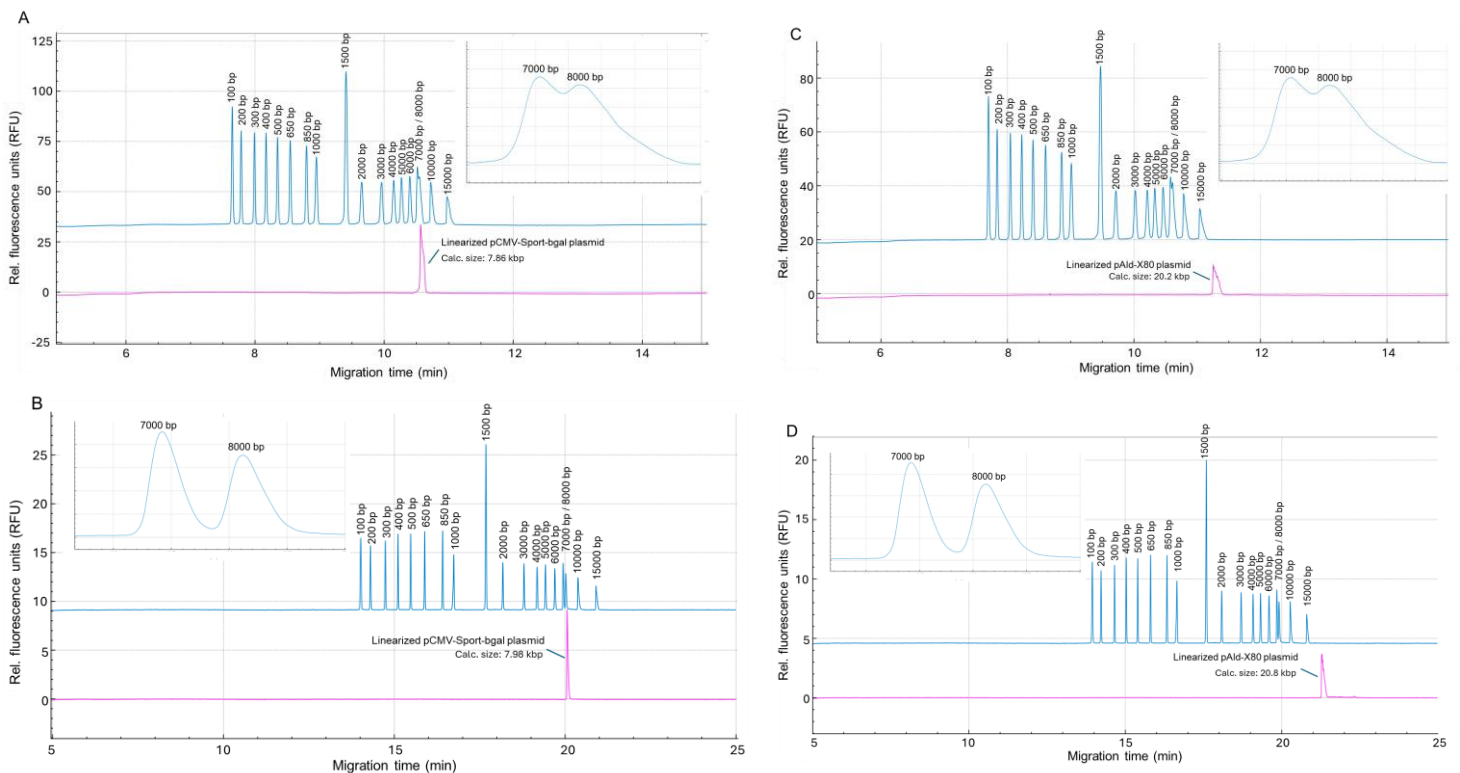 A
Rel. fluorescence units (RFU)
125
100
75
50
25
0
-25
100 bp
200 bp
300 bp
400 bp
500 bp
650 bp
850 bp
1000 bp
1500 bp
2000 bp
3000 bp
4000 bp
5000 bp
6000 bp
7000 bp / 8000 bp
10000 bp
15000 bp
7000 bp
8000 bp
Linearized pCMV-Sport-bgal plasmid
Calc. size: 7.86 kbp
6 8 10 12 14
Migration time (min)
C
Rel. fluorescence units (RFU)
80
60
40
20
0
100 bp
200 bp
300 bp
400 bp
500 bp
650 bp
850 bp
1000 bp
1500 bp
2000 bp
3000 bp
4000 bp
5000 bp
6000 bp
7000 bp / 8000 bp
10000 bp
15000 bp
7000 bp
8000 bp
Linearized pAld-X80 plasmid
Calc. size: 20.2 kbp
6 8 10 12 14
Migration time (min)
B
Rel. fluorescence units (RFU)
25
20
15
10
5
0
7000 bp
8000 bp
100 bp
200 bp
300 bp
400 bp
500 bp
650 bp
850 bp
1000 bp
1500 bp
2000 bp
3000 bp
4000 bp
5000 bp
6000 bp
7000 bp / 8000 bp
10000 bp
15000 bp
Linearized pCMV-Sport-bgal plasmid
Calc. size: 7.98 kbp
5 10 15 20 25
Migration time (min)
D
Rel. fluorescence units (RFU)
20
15
10
5
0
7000 bp
8000 bp
100 bp
200 bp
300 bp
400 bp
500 bp
650 bp
850 bp
1000 bp
1500 bp
2000 bp
3000 bp
4000 bp
5000 bp
6000 bp
7000 bp / 8000 bp
10000 bp
15000 bp
Linearized pAld-X80 plasmid
Calc. size: 20.8 kbp
5 10 15 20 25
Migration time (min)